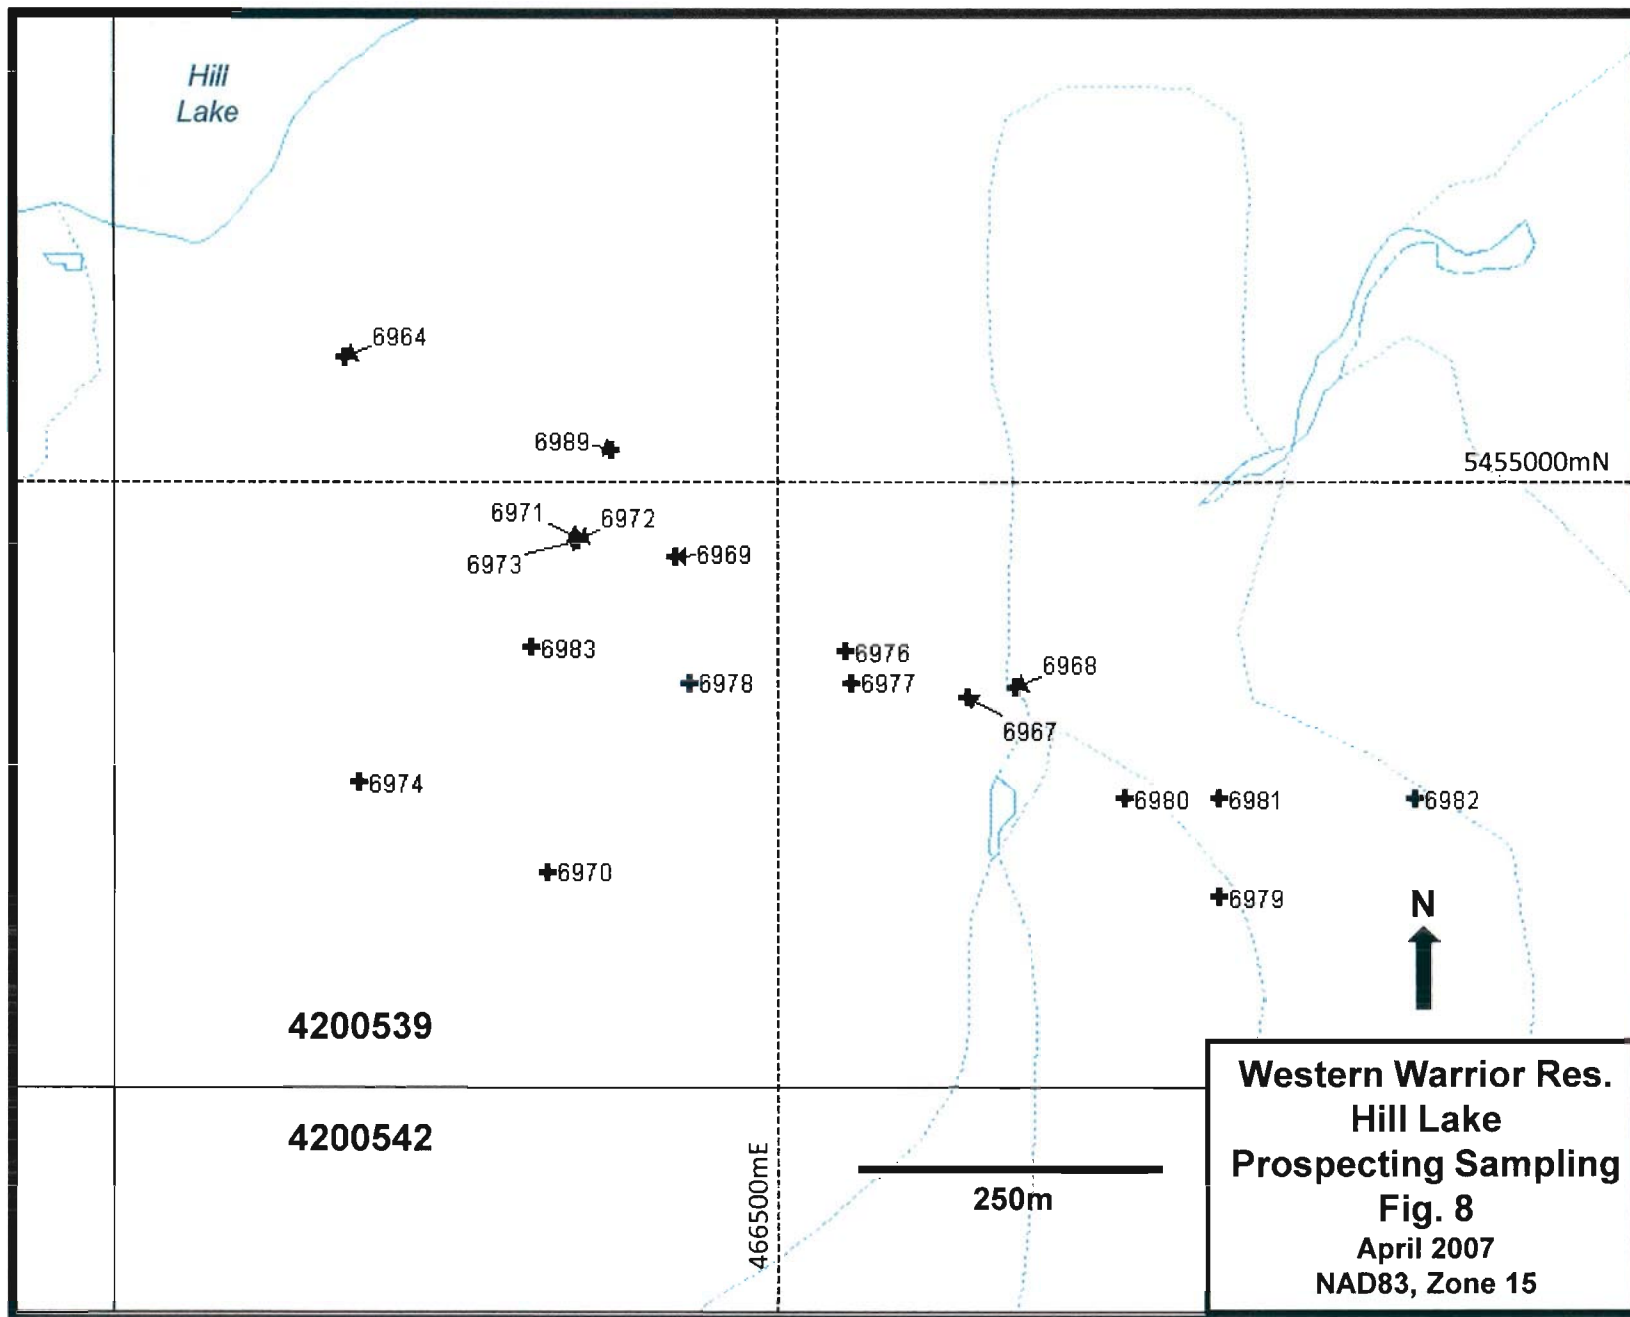 Hill
Lake
6964
6989
5455000mN
6971
6972
6973
6969
6983
6976
6978
6977
6968
6967
6974
6980
6981
6982
6970
6979
N
4200539
4200542
466500mE
250m
Western Warrior Res.
Hill Lake
Prospecting Sampling
Fig. 8
April 2007
NAD83, Zone 15